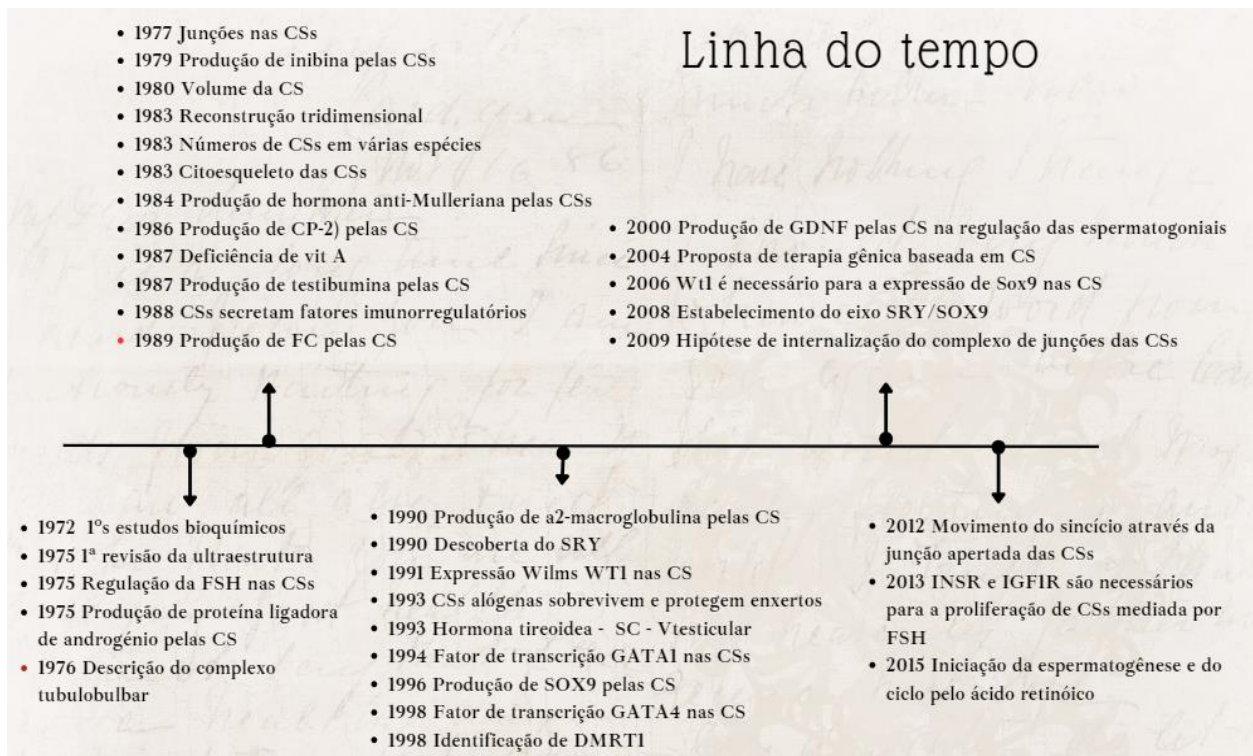 Linha do tempo
• 1977 Junções nas CSs
• 1979 Produção de inibina pelas CSs
• 1980 Volume da CS
• 1983 Reconstrução tridimensional
• 1983 Números de CSs em várias espécies
• 1983 Citoesqueleto das CSs
• 1984 Produção de hormona anti-Mulleriana pelas CSs
• 1986 Produção de CP-2) pelas CS
• 1987 Deficiência de vit A
• 1987 Produção de testibumina pelas CS
• 1988 CSs secretam fatores imunorregulatórios
• 1989 Produção de FC pelas CS
• 2000 Produção de GDNF pelas CS na regulação das espermatogoniais
• 2004 Proposta de terapia gênica baseada em CS
• 2006 Wt1 é necessário para a expressão de Sox9 nas CS
• 2008 Estabelecimento do eixo SRY/SOX9
• 2009 Hipótese de internalização do complexo de junções das CSs
• 1972 1ºs estudos bioquímicos
• 1975 1ª revisão da ultraestrutura
• 1975 Regulação da FSH nas CSs
• 1975 Produção de proteína ligadora
de androgénio pelas CS
• 1976 Descrição do complexo
tubulobulbar
• 1990 Produção de a2-macroglobulina pelas CS
• 1990 Descoberta do SRY
• 1991 Expressão Wilms WT1 nas CS
• 1993 CSs alógenas sobrevivem e protegem enxertos
• 1993 Hormona tireoidea - SC - Vtesticular
• 1994 Fator de transcrição GATA1 nas CSs
• 1996 Produção de SOX9 pelas CS
• 1998 Fator de transcrição GATA4 nas CS
• 1998 Identificação de DMRT1
• 2012 Movimento do sincício através da
junção apertada das CSs
• 2013 INSR e IGF1R são necessários
para a proliferação de CSs mediada por
FSH
• 2015 Iniciação da espermatogênese e do
ciclo pelo ácido retinóico